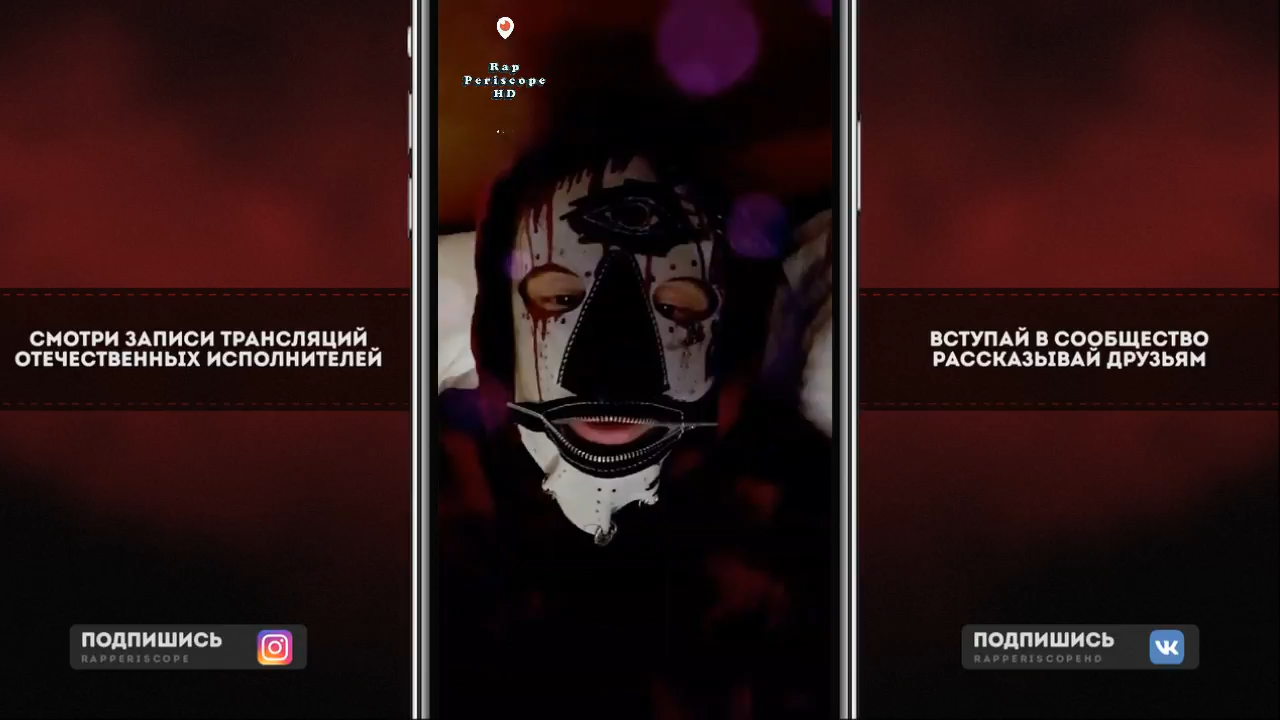 Rap
Periscope
HD
СМОТРИ ЗАПИСИ ТРАНСЛЯЦИЙ
ОТЕЧЕСТВЕННЫХ ИСПОЛНИТЕЛЕЙ
ВСТУПАЙ В СООБЩЕСТВО
РАССКАЗЫВАЙ ДРУЗЬЯМ
ПОДПИШИСЬ
RAPPERISCOPE
ПОДПИШИСЬ
RAPPERISCOPEHD